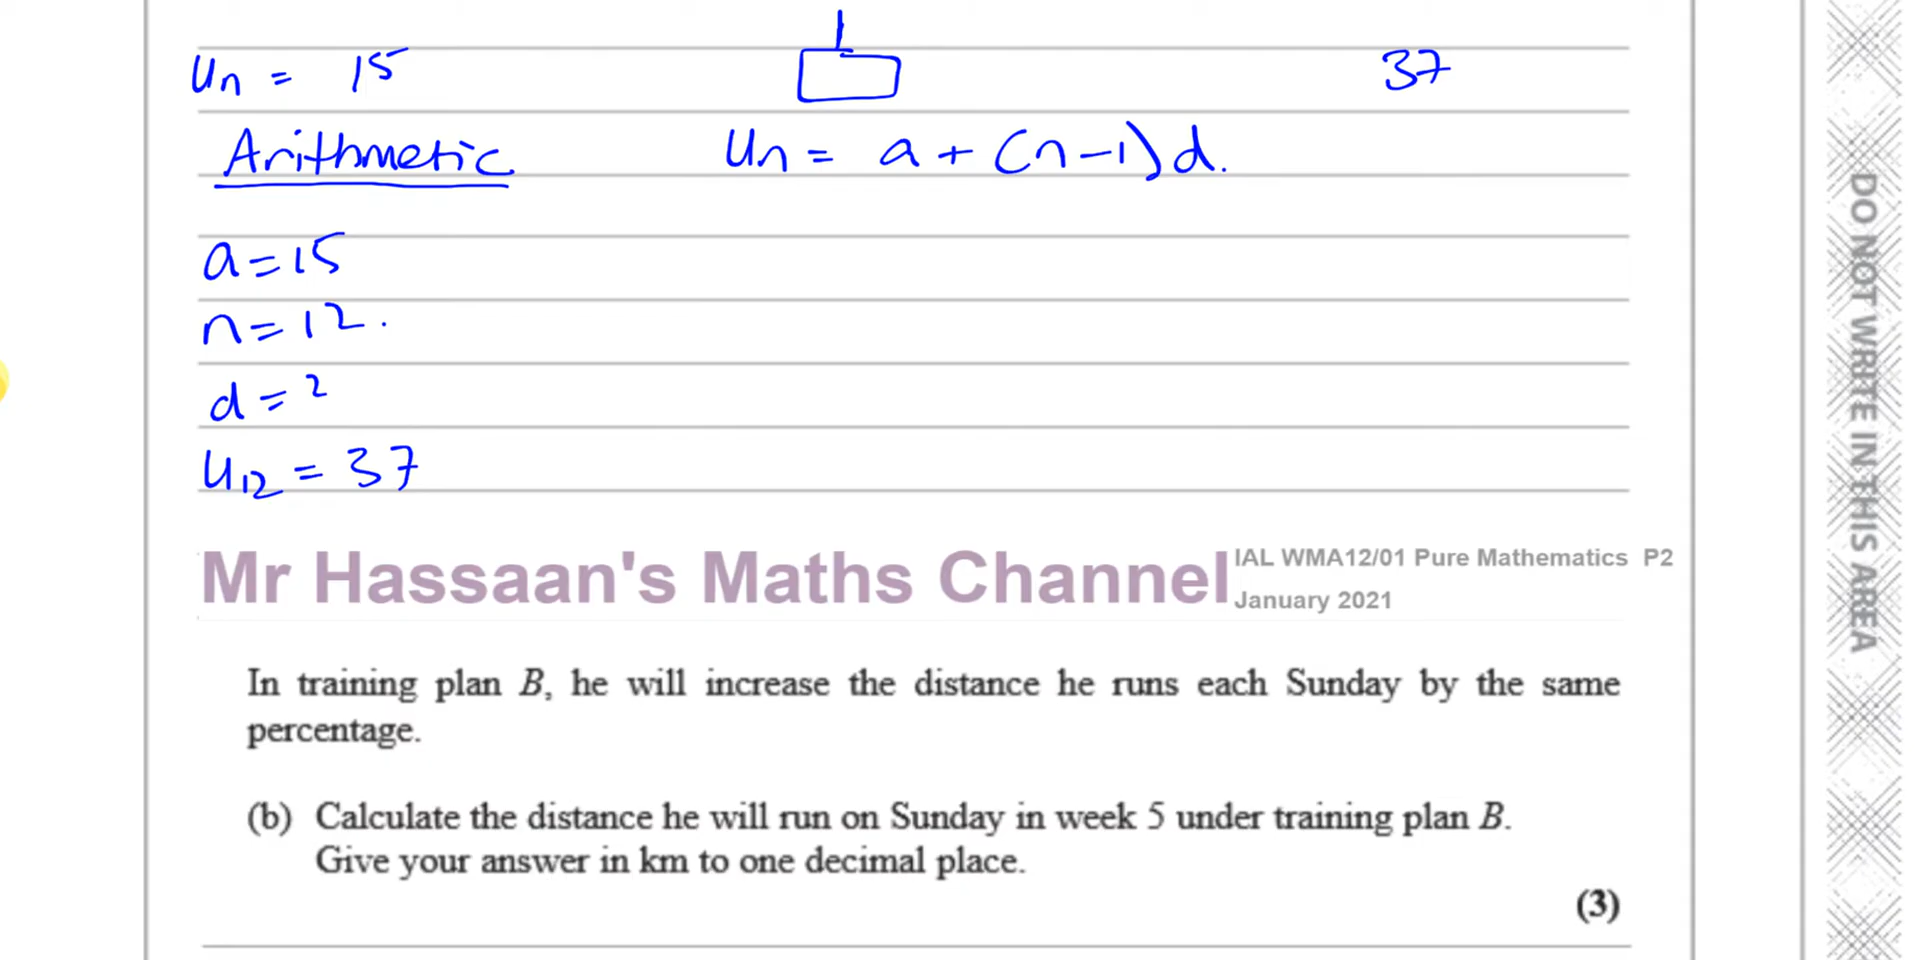 Un = 15 37
Arithmetic Un = a + (n-1)d.
a = 15
n = 12.
d = ?
U12 = 37
Mr Hassaan's Maths Channel IAL WMA12/01 Pure Mathematics P2
January 2021
In training plan B, he will increase the distance he runs each Sunday by the same
percentage.
(b) Calculate the distance he will run on Sunday in week 5 under training plan B.
Give your answer in km to one decimal place.
(3)
DO NOT WRITE IN THIS AREA